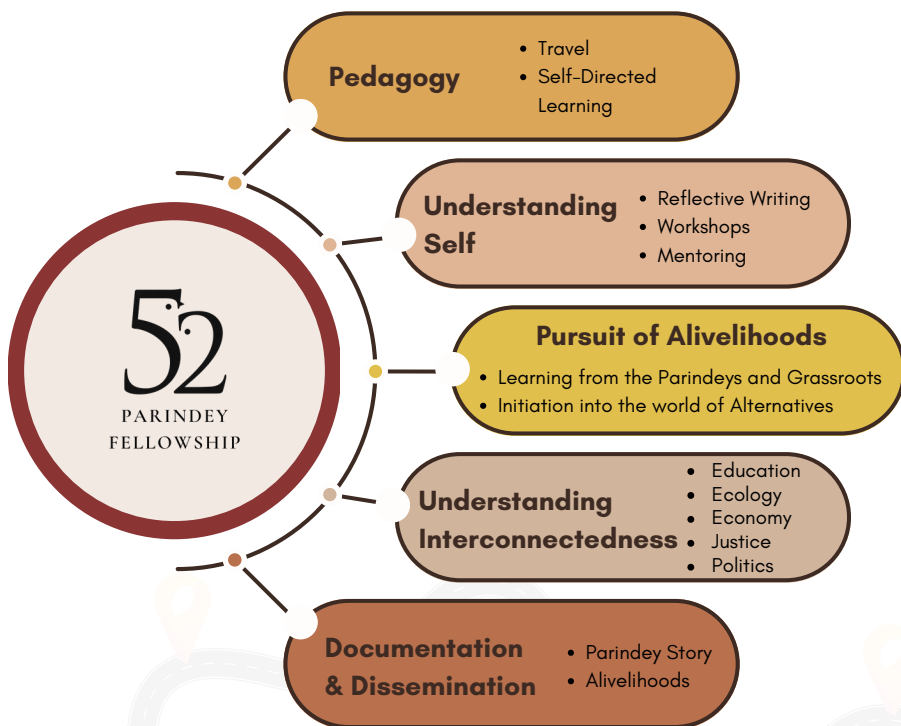 Pedagogy
• Travel
• Self-Directed
Learning
Understanding
Self
• Reflective Writing
• Workshops
• Mentoring
52
PARINDEY
FELLOWSHIP
Pursuit of Alivelihoods
• Learning from the Parindeys and Grassroots
• Initiation into the world of Alternatives
Understanding
Interconnectedness
• Education
• Ecology
• Economy
• Justice
• Politics
Documentation
& Dissemination
• Parindey Story
• Alivelihoods